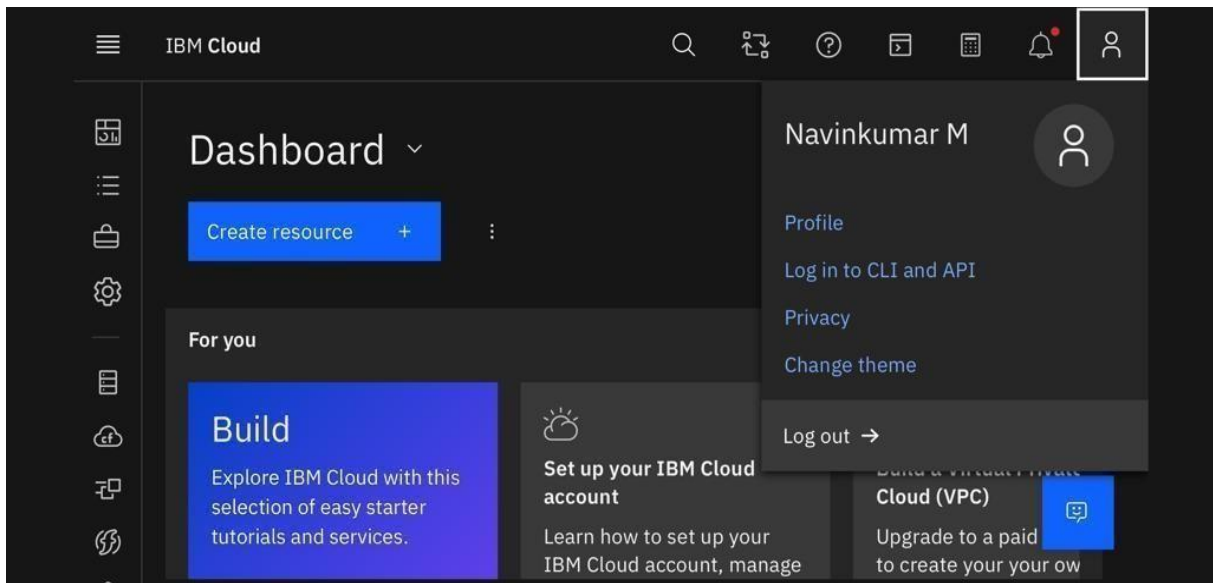 IBM Cloud
Dashboard
Create resource +
Navinkumar M
Profile
Log in to CLI and API
Privacy
Change theme
Log out →
For you
Build
Explore IBM Cloud with this
selection of easy starter
tutorials and services.
Set up your IBM Cloud
account
Learn how to set up your
IBM Cloud account, manage
Build a Virtual Private
Cloud (VPC)
Upgrade to a paid
to create your your ow